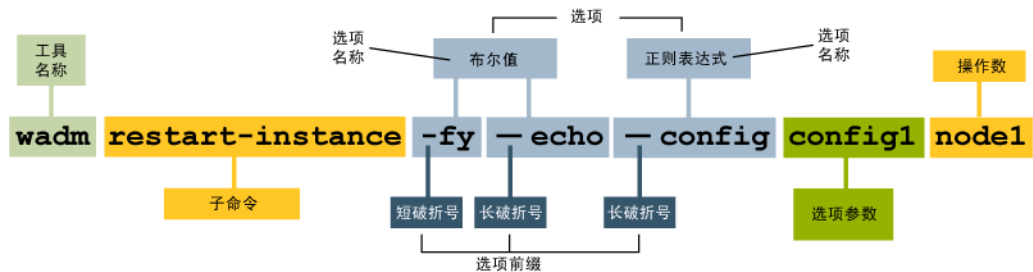 选项
工具
名称
选项
名称
布尔值
正则表达式
选项
名称
操作数
wadm restart-instance -fy —echo —config config1 node1
子命令
短破折号
长破折号
长破折号
选项参数
选项前缀